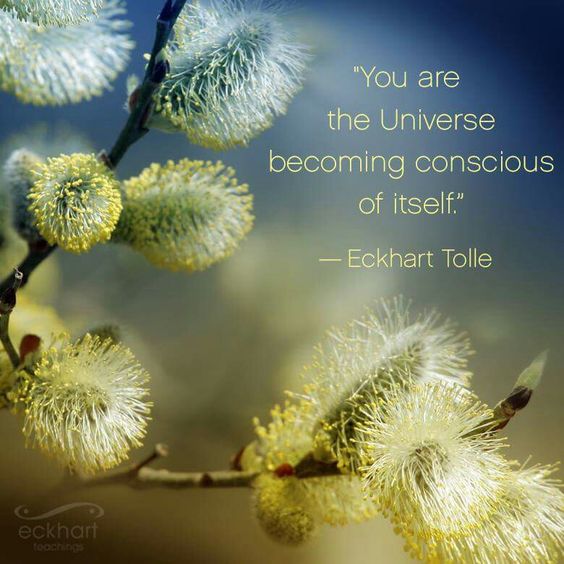 "You are
the Universe
becoming conscious
of itself."
— Eckhart Tolle
eckhart
teachings